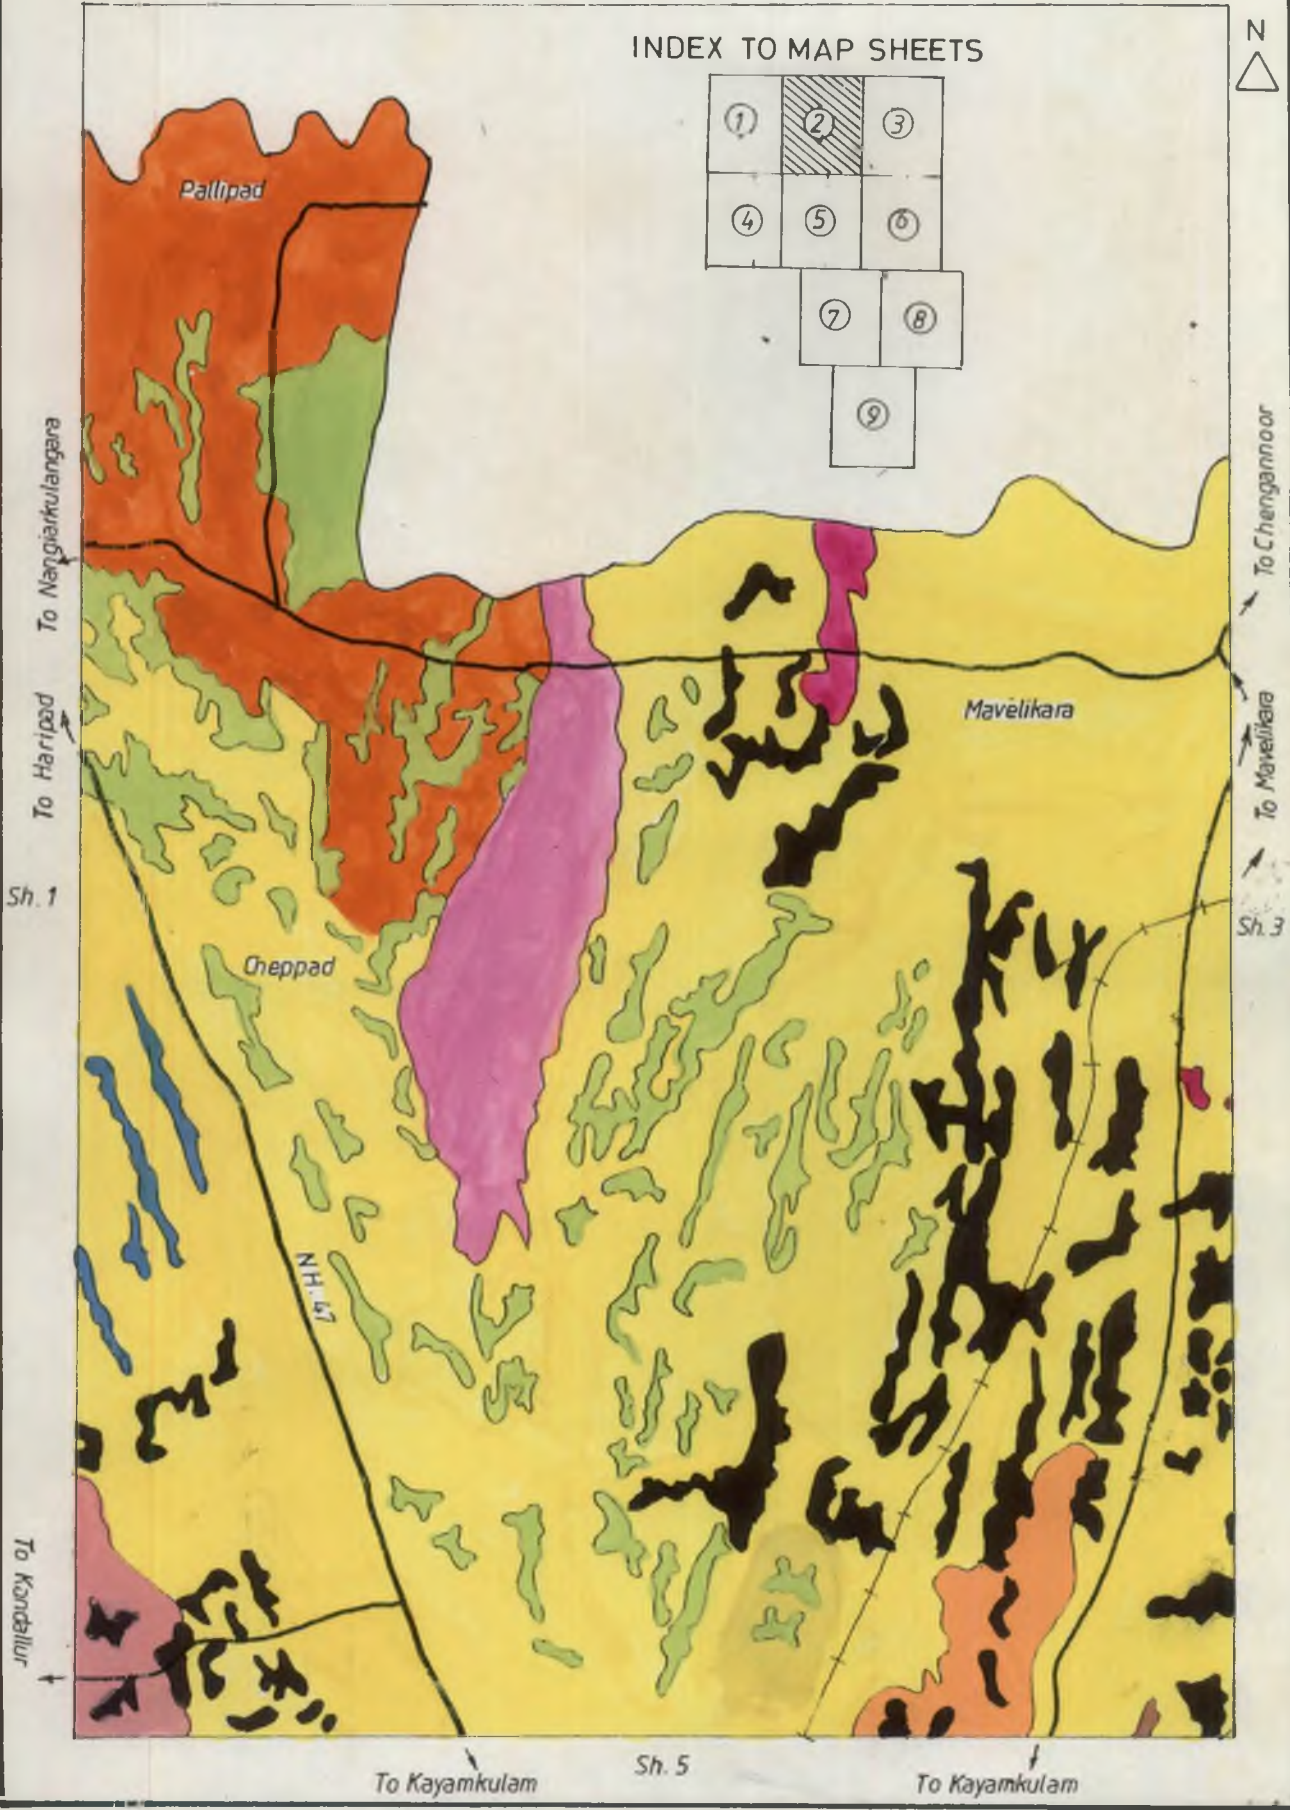 INDEX TO MAP SHEETS
N
1
2
3
4
5
6
7
8
9
Pallipad
To Nangiarkulangara
To Chengannoor
To Haripad
To Mavelikara
Mavelikara
Sh. 1
Sh. 3
Cheppad
NH. 47
To Kandallur
To Kayamkulam
Sh. 5
To Kayamkulam